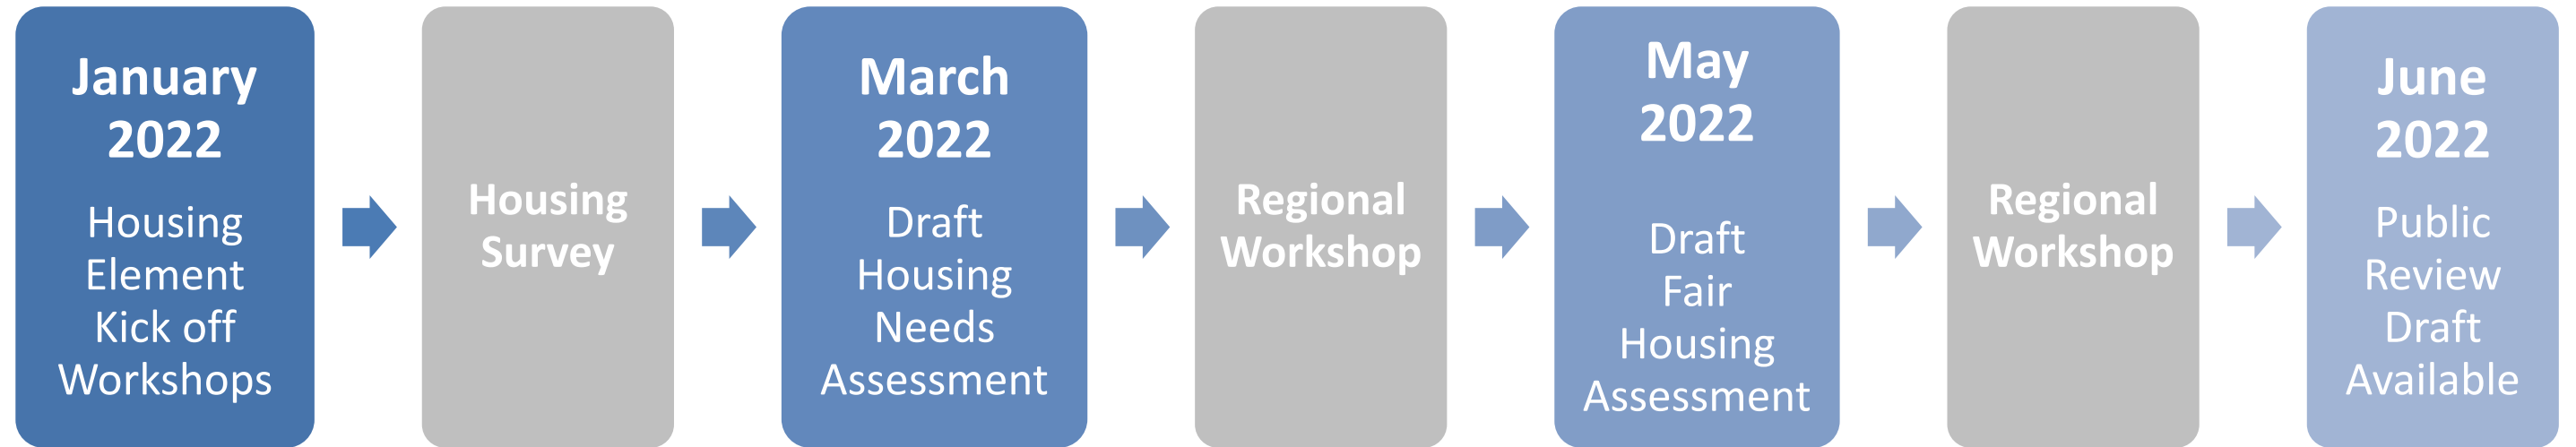 January
2022
Housing
Element
Kick off
Workshops
Housing
Survey
March
2022
Draft
Housing
Needs
Assessment
Regional
Workshop
May
2022
Draft
Fair
Housing
Assessment
Regional
Workshop
June
2022
Public
Review
Draft
Available